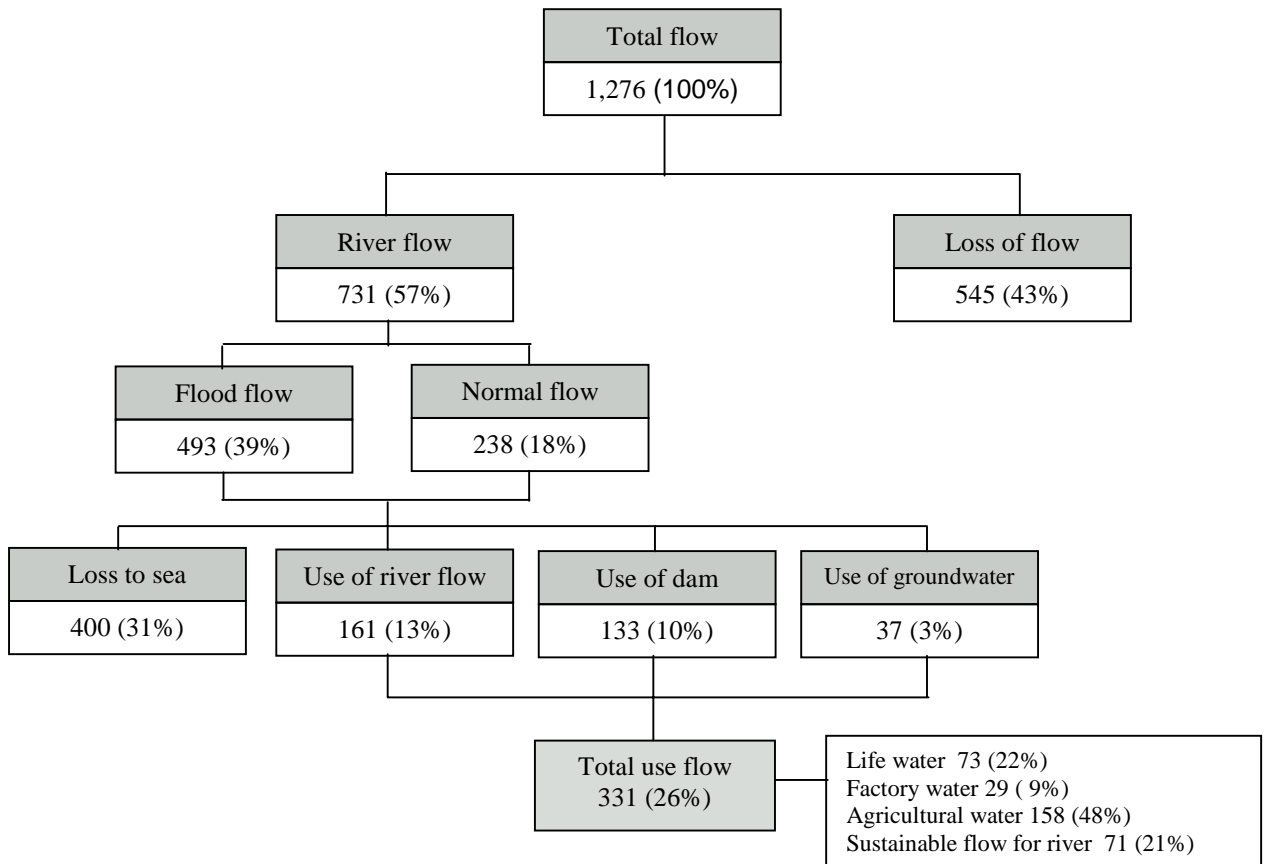 Total flow
1,276 (100%)
River flow
Loss of flow
731 (57%)
545 (43%)
Flood flow
Normal flow
493 (39%)
238 (18%)
Loss to sea
Use of river flow
Use of dam
Use of groundwater
400 (31%)
161 (13%)
133 (10%)
37 (3%)
Total use flow
331 (26%)
Life water 73 (22%)
Factory water 29 ( 9%)
Agricultural water 158 (48%)
Sustainable flow for river 71 (21%)